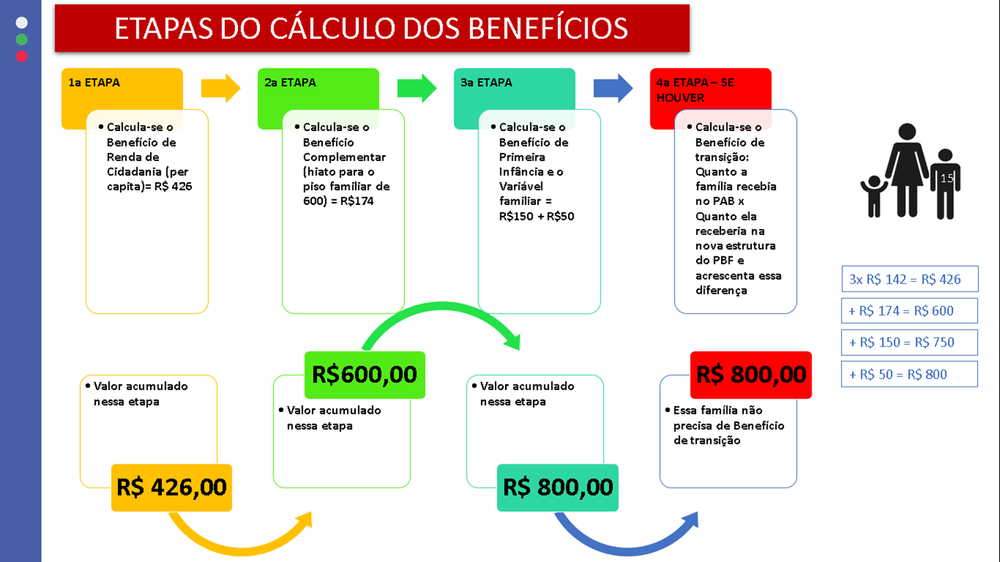 ETAPAS DO CÁLCULO DOS BENEFÍCIOS
1a ETAPA
• Calcula-se o
Benefício de
Renda de
Cidadania (per
capita)= R$ 426
2a ETAPA
• Calcula-se o
Benefício
Complementar
(hiato para o
piso familiar de
600) = R$174
3a ETAPA
• Calcula-se o
Benefício de
Primeira
Infância e o
Variável
familiar =
R$150 + R$50
4a ETAPA – SE
HOUVER
• Calcula-se o
Benefício de
transição:
Quanto a
família recebia
no PAB x
Quanto ela
receberia na
nova estrutura
do PBF e
acrescenta essa
diferença
15
3x R$ 142 = R$ 426
+ R$ 174 = R$ 600
+ R$ 150 = R$ 750
+ R$ 50 = R$ 800
• Valor acumulado
nessa etapa
R$ 426,00
R$600,00
• Valor acumulado
nessa etapa
• Valor acumulado
nessa etapa
R$ 800,00
R$ 800,00
• Essa família não
precisa de Benefício
de transição